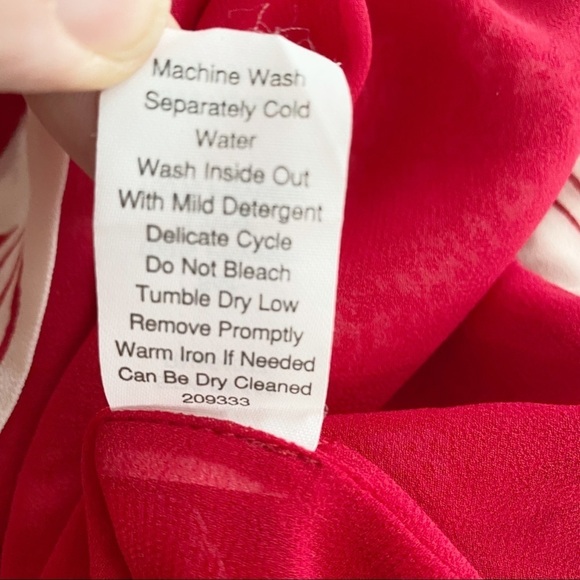 Machine Wash
Separately Cold
Water
Wash Inside Out
With Mild Detergent
Delicate Cycle
Do Not Bleach
Tumble Dry Low
Remove Promptly
Warm Iron If Needed
Can Be Dry Cleaned
209333